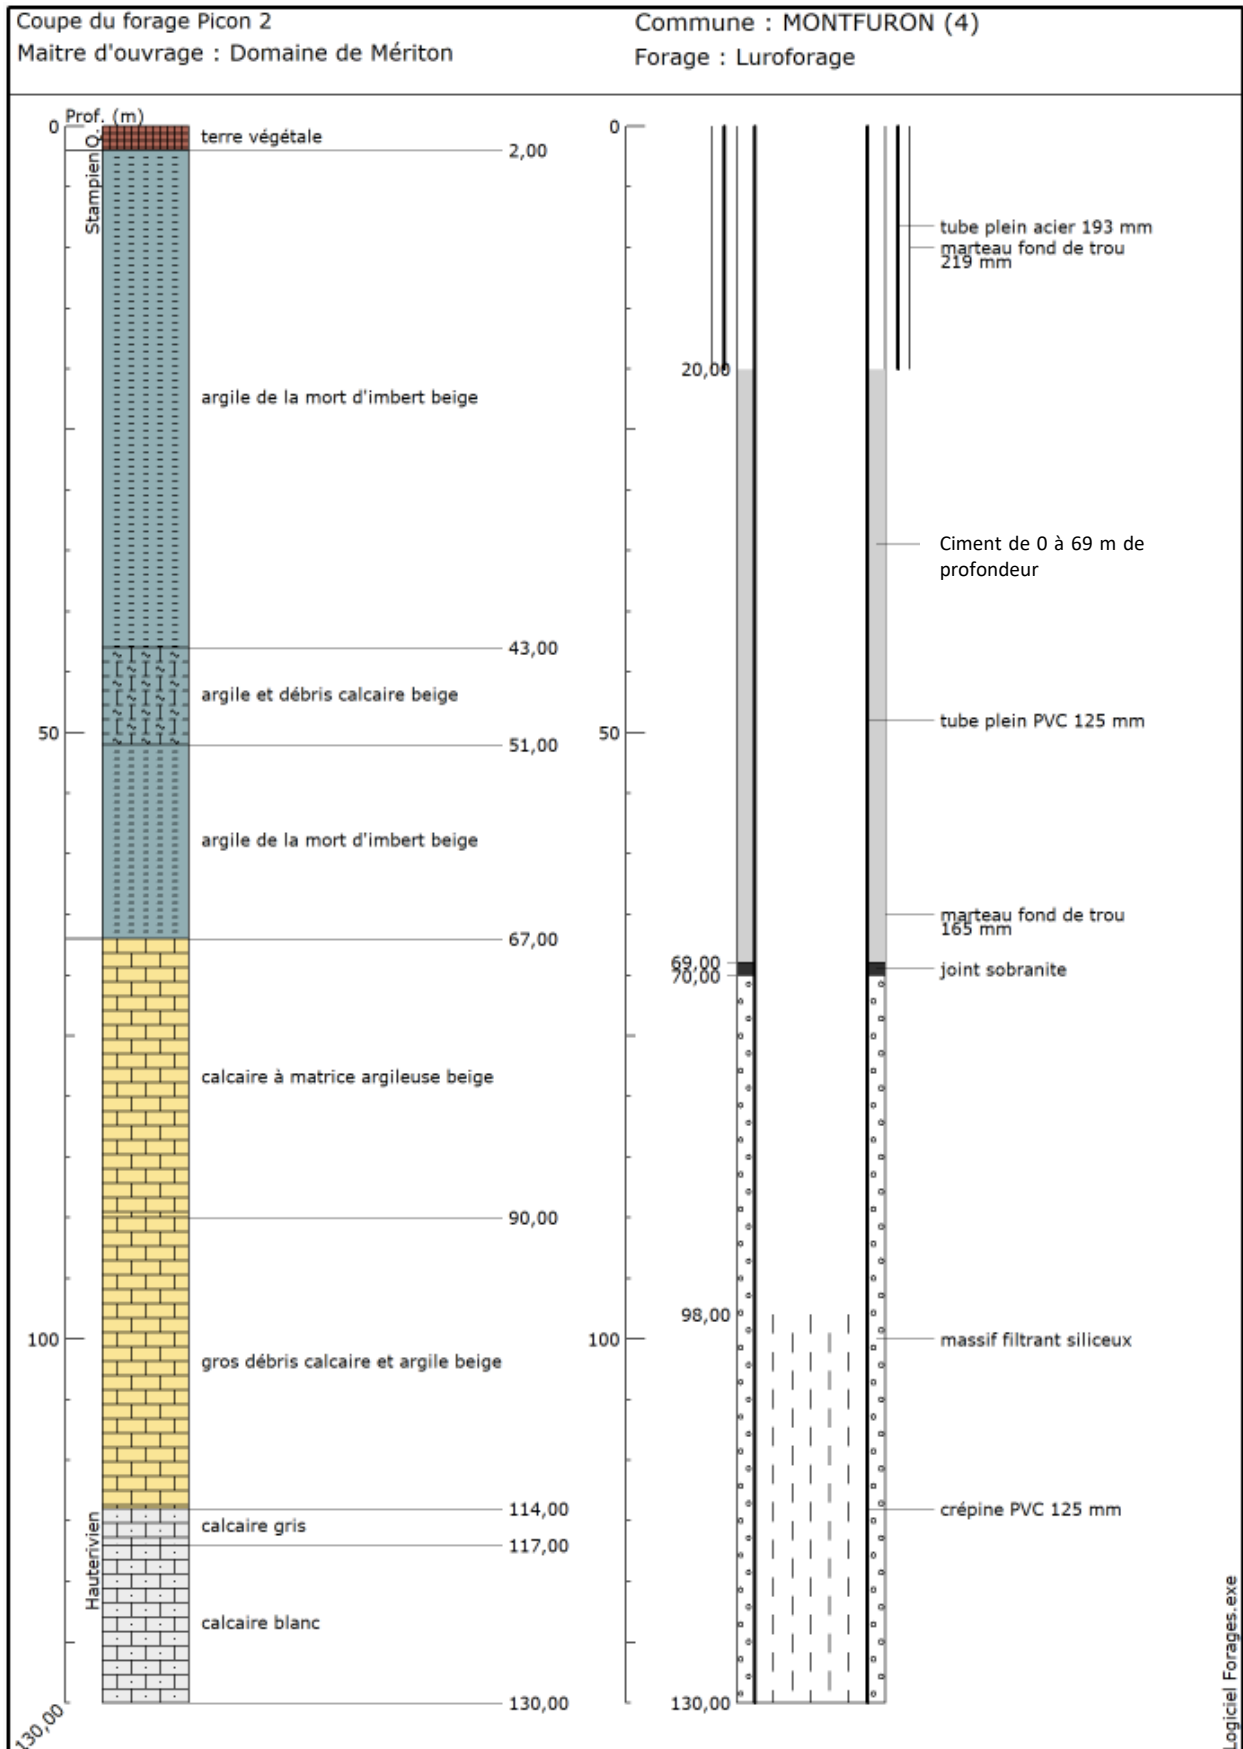 Coupe du forage Picon 2
Maitre d'ouvrage : Domaine de Mériton
Commune : MONTFURON (4)
Forage : Luroforage
Prof. (m)
0
50
100
130,00
Q.
Stampien
Hauterivien
terre végétale
2,00
argile de la mort d'imbert beige
43,00
argile et débris calcaire beige
51,00
argile de la mort d'imbert beige
67,00
calcaire à matrice argileuse beige
90,00
gros débris calcaire et argile beige
114,00
calcaire gris
117,00
calcaire blanc
130,00
0
50
100
20,00
69,00
70,00
98,00
130,00
tube plein acier 193 mm
marteau fond de trou
219 mm
Ciment de 0 à 69 m de
profondeur
tube plein PVC 125 mm
marteau fond de trou
165 mm
joint sobranite
massif filtrant siliceux
crépine PVC 125 mm
Logiciel Forages.exe